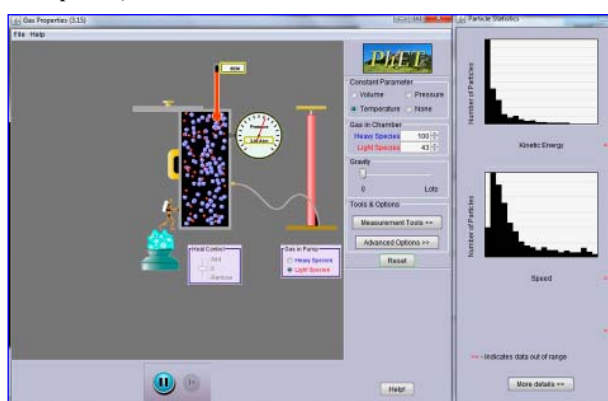 Gas Properties (3.15)
File Help
Pressure
PhET
Constant Parameter
Volume Pressure
Temperature None
Gas in Chamber
Heavy Species 100
Light Species 43
Gravity
0 Lots
Tools & Options
Measurement Tools >>
Advanced Options >>
Reset
Heat Control
Add
0
Remove
Gas in Pump
Heavy Species
Light Species
Help!
Particle Statistics
Number of Particles
Kinetic Energy
Number of Particles
Speed
- Indicates data out of range
More details >>